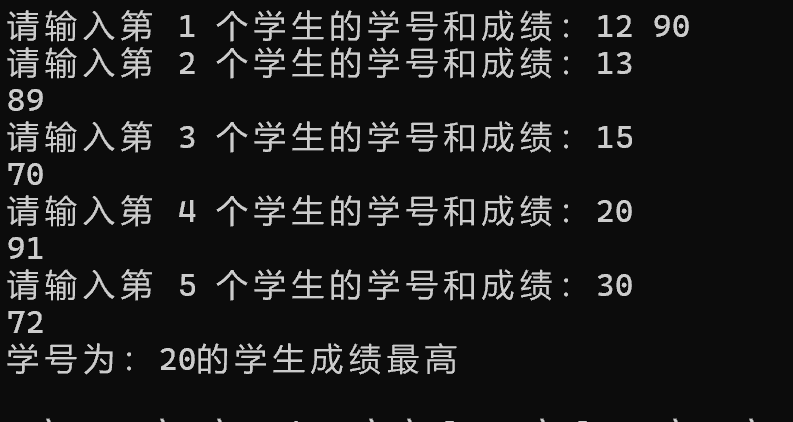 请输入第 1 个学生的学号和成绩：12 90
请输入第 2 个学生的学号和成绩：13
89
请输入第 3 个学生的学号和成绩：15
70
请输入第 4 个学生的学号和成绩：20
91
请输入第 5 个学生的学号和成绩：30
72
学号为：20的学生成绩最高